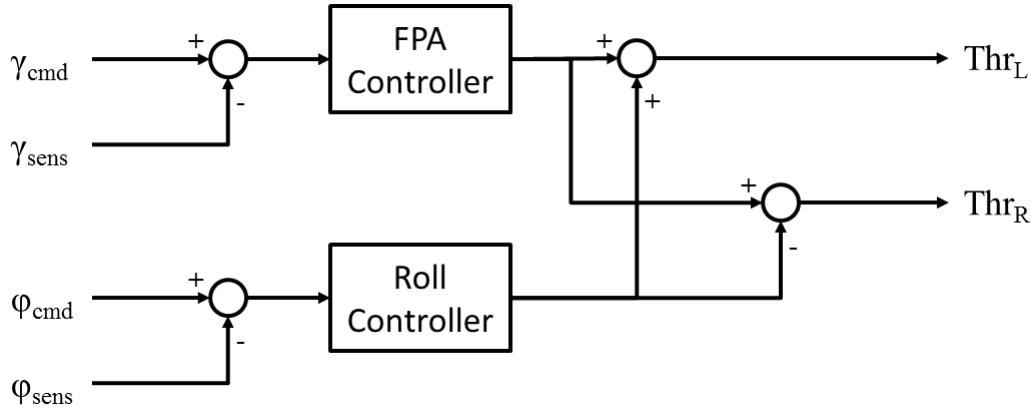 γcmd
+
-
FPA
Controller
+
+
ThrL
γsens
+
-
ThrR
φcmd
+
-
Roll
Controller
φsens